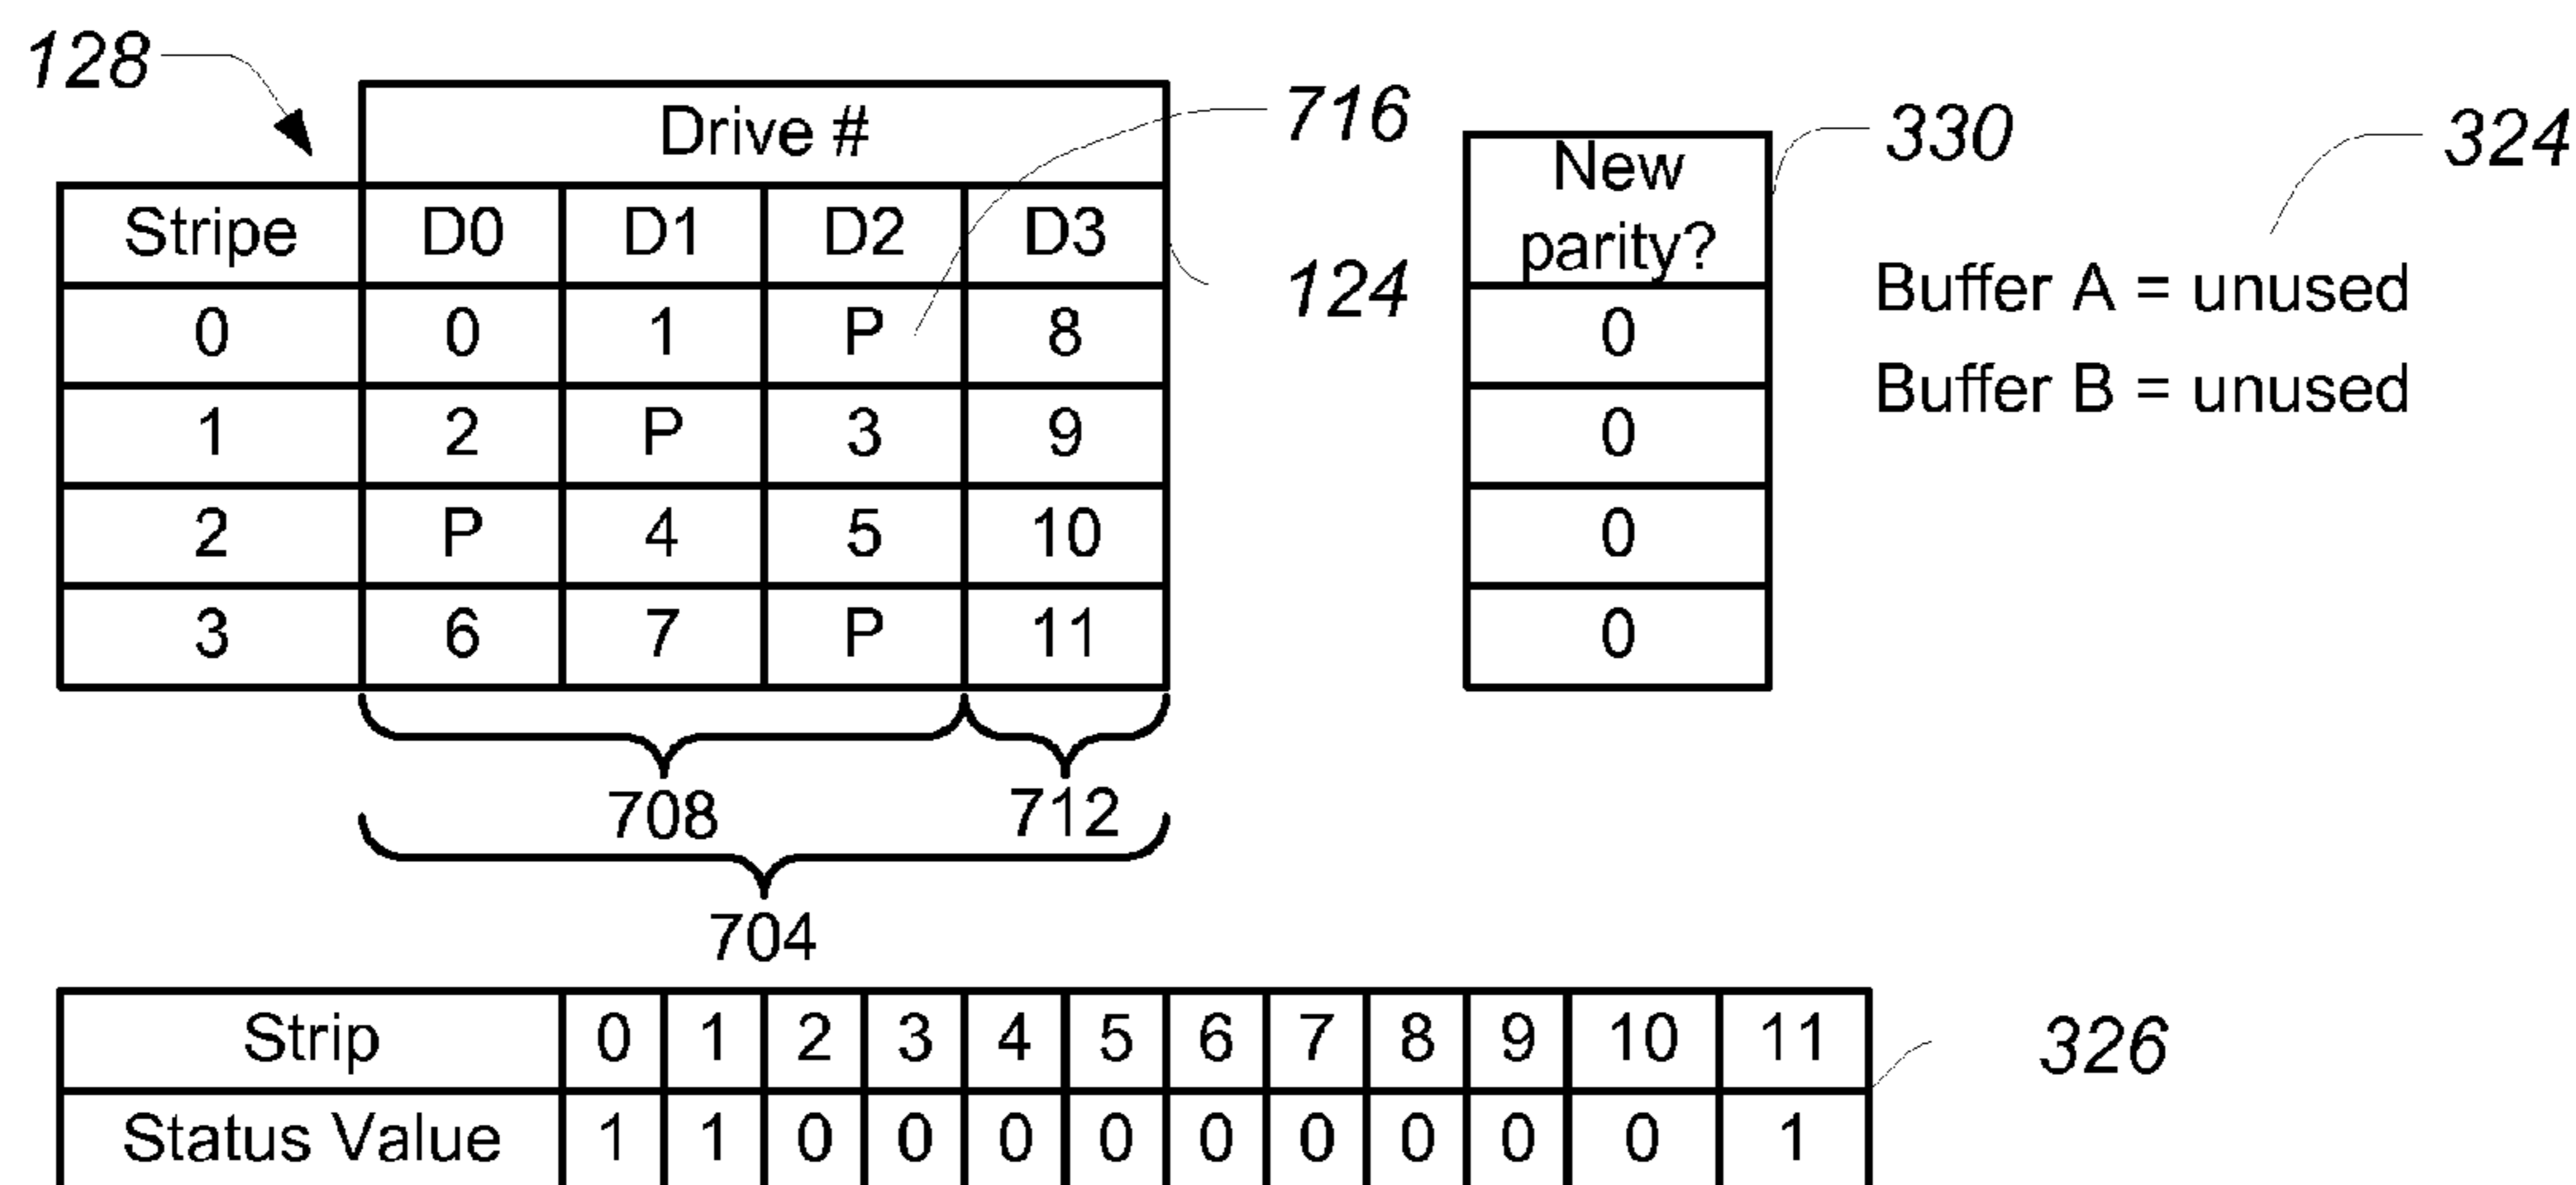 128
Drive #
716
330
324
New
parity?
Stripe D0 D1 D2 D3
124
Buffer A = unused
Buffer B = unused
0 0 1 P 8 0
1 2 P 3 9 0
2 P 4 5 10 0
3 6 7 P 11 0
708 712
704
Strip 0 1 2 3 4 5 6 7 8 9 10 11
326
Status Value 1 1 0 0 0 0 0 0 0 0 0 1